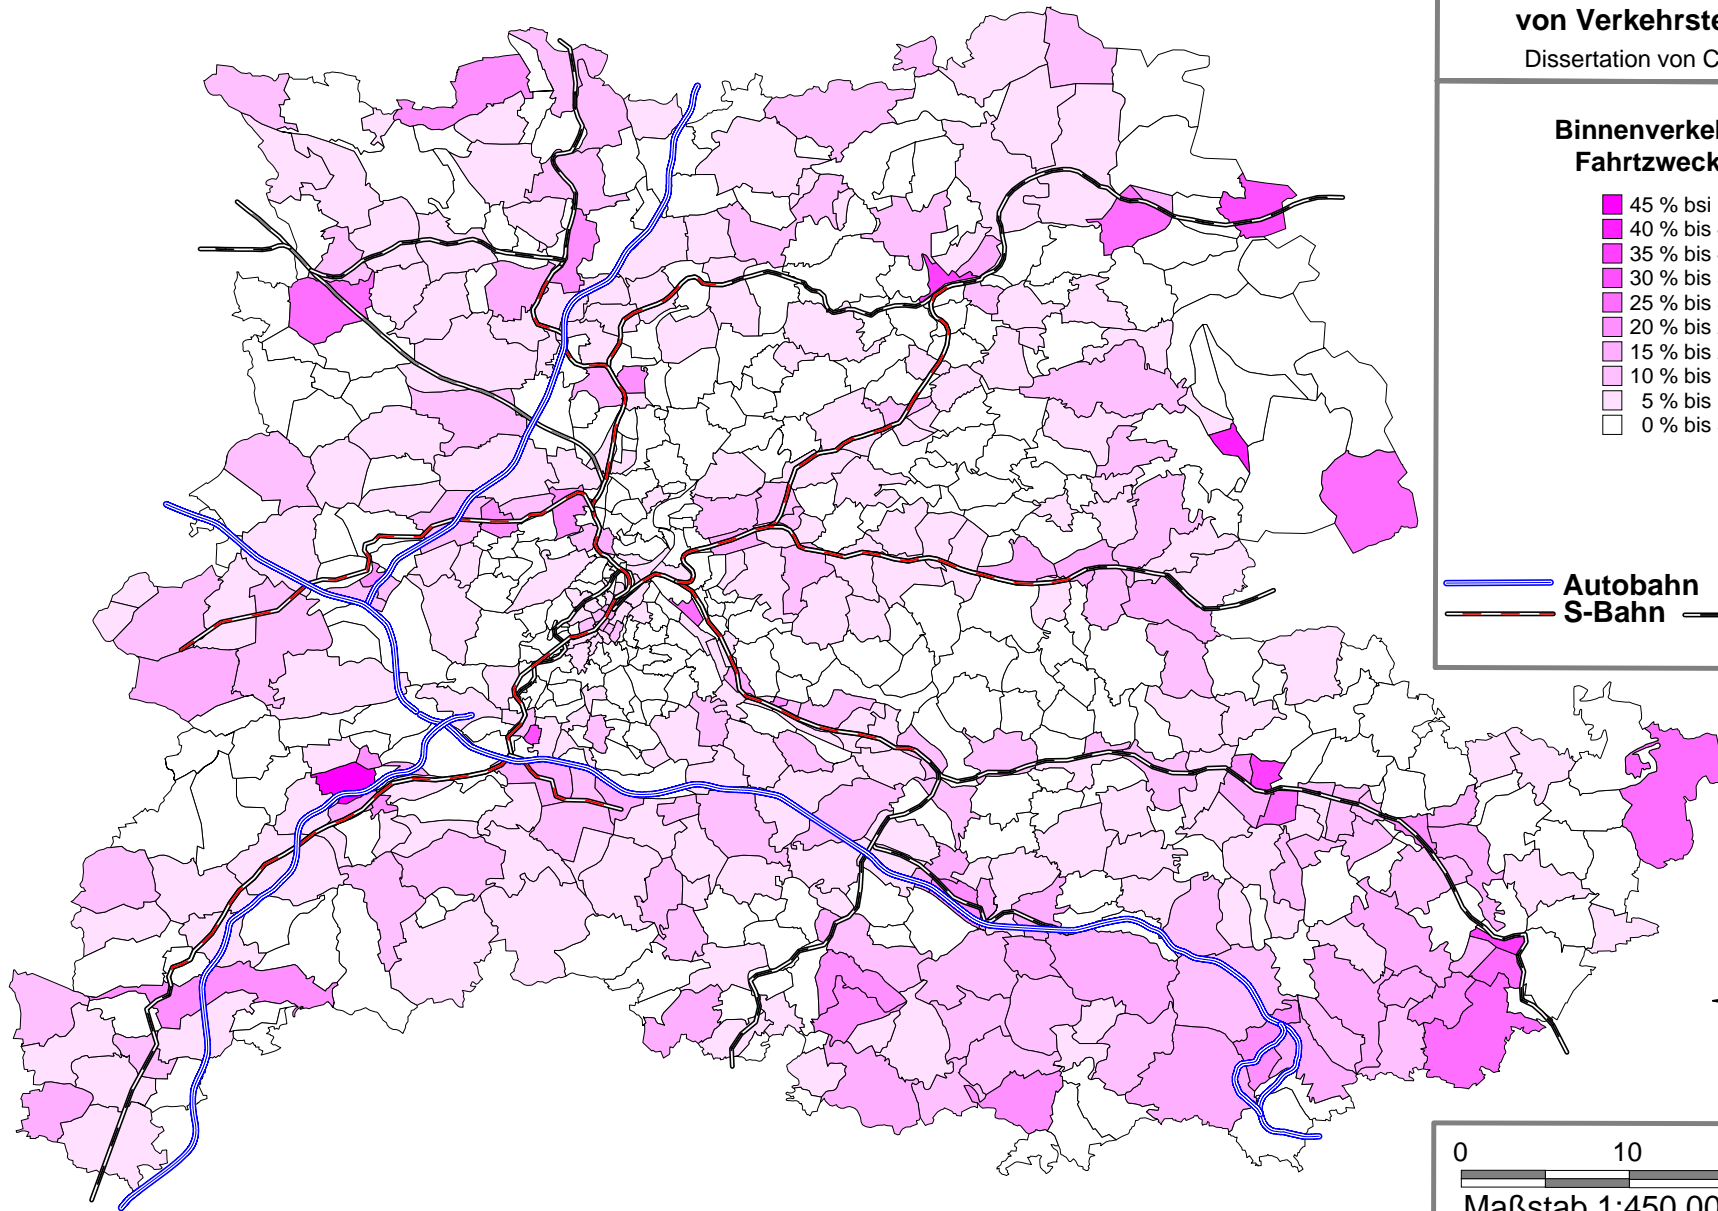 von Verkehrste
Dissertation von C
Binnenverkeh
Fahrtzweck
45 % bsi
40 % bis
35 % bis
30 % bis
25 % bis
20 % bis
15 % bis
10 % bis
5 % bis
0 % bis
Autobahn
S-Bahn
0 10
Maßstab 1:450 00